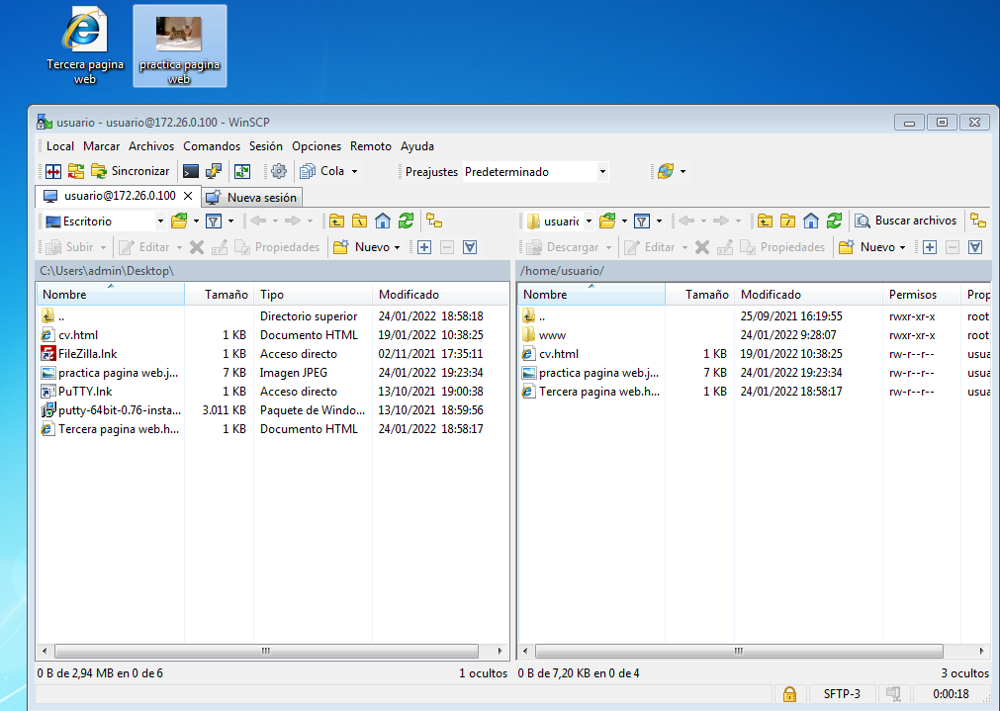 Tercera pagina
web
practica pagina
web
usuario - usuario@172.26.0.100 - WinSCP
Local Marcar Archivos Comandos Sesión Opciones Remoto Ayuda
Sincronizar Cola Preajustes Predeterminado
usuario@172.26.0.100 Nueva sesión
Escritorio
Subir Editar Propiedades Nuevo
C:\Users\admin\Desktop\
Nombre Tamaño Tipo Modificado
.. Directorio superior 24/01/2022 18:58:18
cv.html 1 KB Documento HTML 19/01/2022 10:38:25
FileZilla.lnk 1 KB Acceso directo 02/11/2021 17:35:11
practica pagina web.j... 7 KB Imagen JPEG 24/01/2022 19:23:34
PuTTY.lnk 1 KB Acceso directo 13/10/2021 19:00:38
putty-64bit-0.76-insta... 3.011 KB Paquete de Windo... 13/10/2021 18:59:56
Tercera pagina web.h... 1 KB Documento HTML 24/01/2022 18:58:17
0 B de 2,94 MB en 0 de 6 1 ocultos
usuario Buscar archivos
Descargar Editar Propiedades Nuevo
/home/usuario/
Nombre Tamaño Modificado Permisos Prop
.. 25/09/2021 16:19:55 rwxr-xr-x root
www 24/01/2022 9:28:07 rwxr-xr-x root
cv.html 1 KB 19/01/2022 10:38:25 rw-r--r-- usua
practica pagina web.j... 7 KB 24/01/2022 19:23:34 rw-r--r-- usua
Tercera pagina web.h... 1 KB 24/01/2022 18:58:17 rw-r--r-- usua
0 B de 7,20 KB en 0 de 4 3 ocultos
SFTP-3 0:00:18